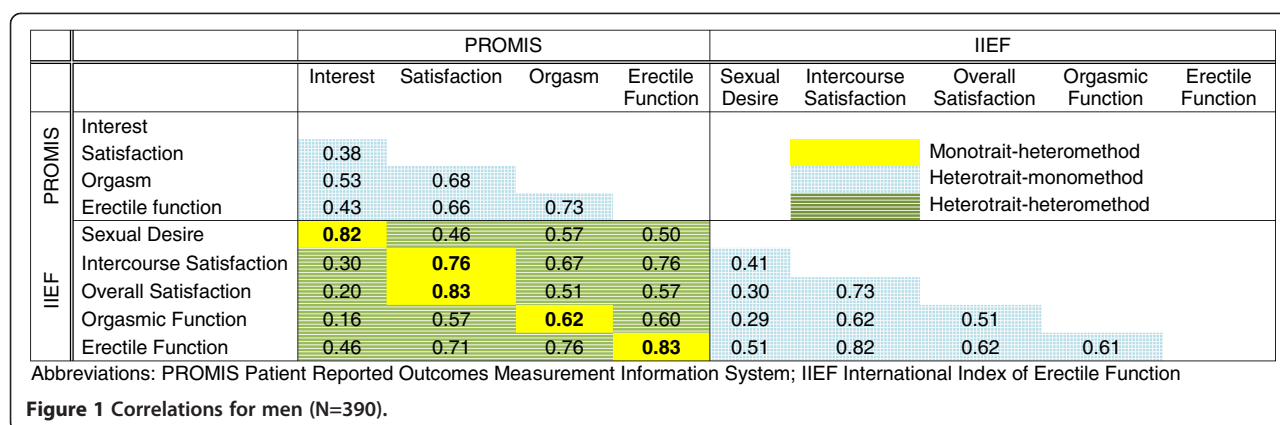 PROMIS IIEF
Interest Satisfaction Orgasm Erectile Function Sexual Desire Intercourse Satisfaction Overall Satisfaction Orgasmic Function Erectile Function
PROMIS
Interest
Satisfaction 0.38
Orgasm 0.53 0.68
Erectile function 0.43 0.66 0.73
Monotrait-heteromethod
Heterotrait-monomethod
Heterotrait-heteromethod
IIEF
Sexual Desire 0.82 0.46 0.57 0.50
Intercourse Satisfaction 0.30 0.76 0.67 0.76 0.41
Overall Satisfaction 0.20 0.83 0.51 0.57 0.30 0.73
Orgasmic Function 0.16 0.57 0.62 0.60 0.29 0.62 0.51
Erectile Function 0.46 0.71 0.76 0.83 0.51 0.82 0.62 0.61
Abbreviations: PROMIS Patient Reported Outcomes Measurement Information System; IIEF International Index of Erectile Function
Figure 1 Correlations for men (N=390).